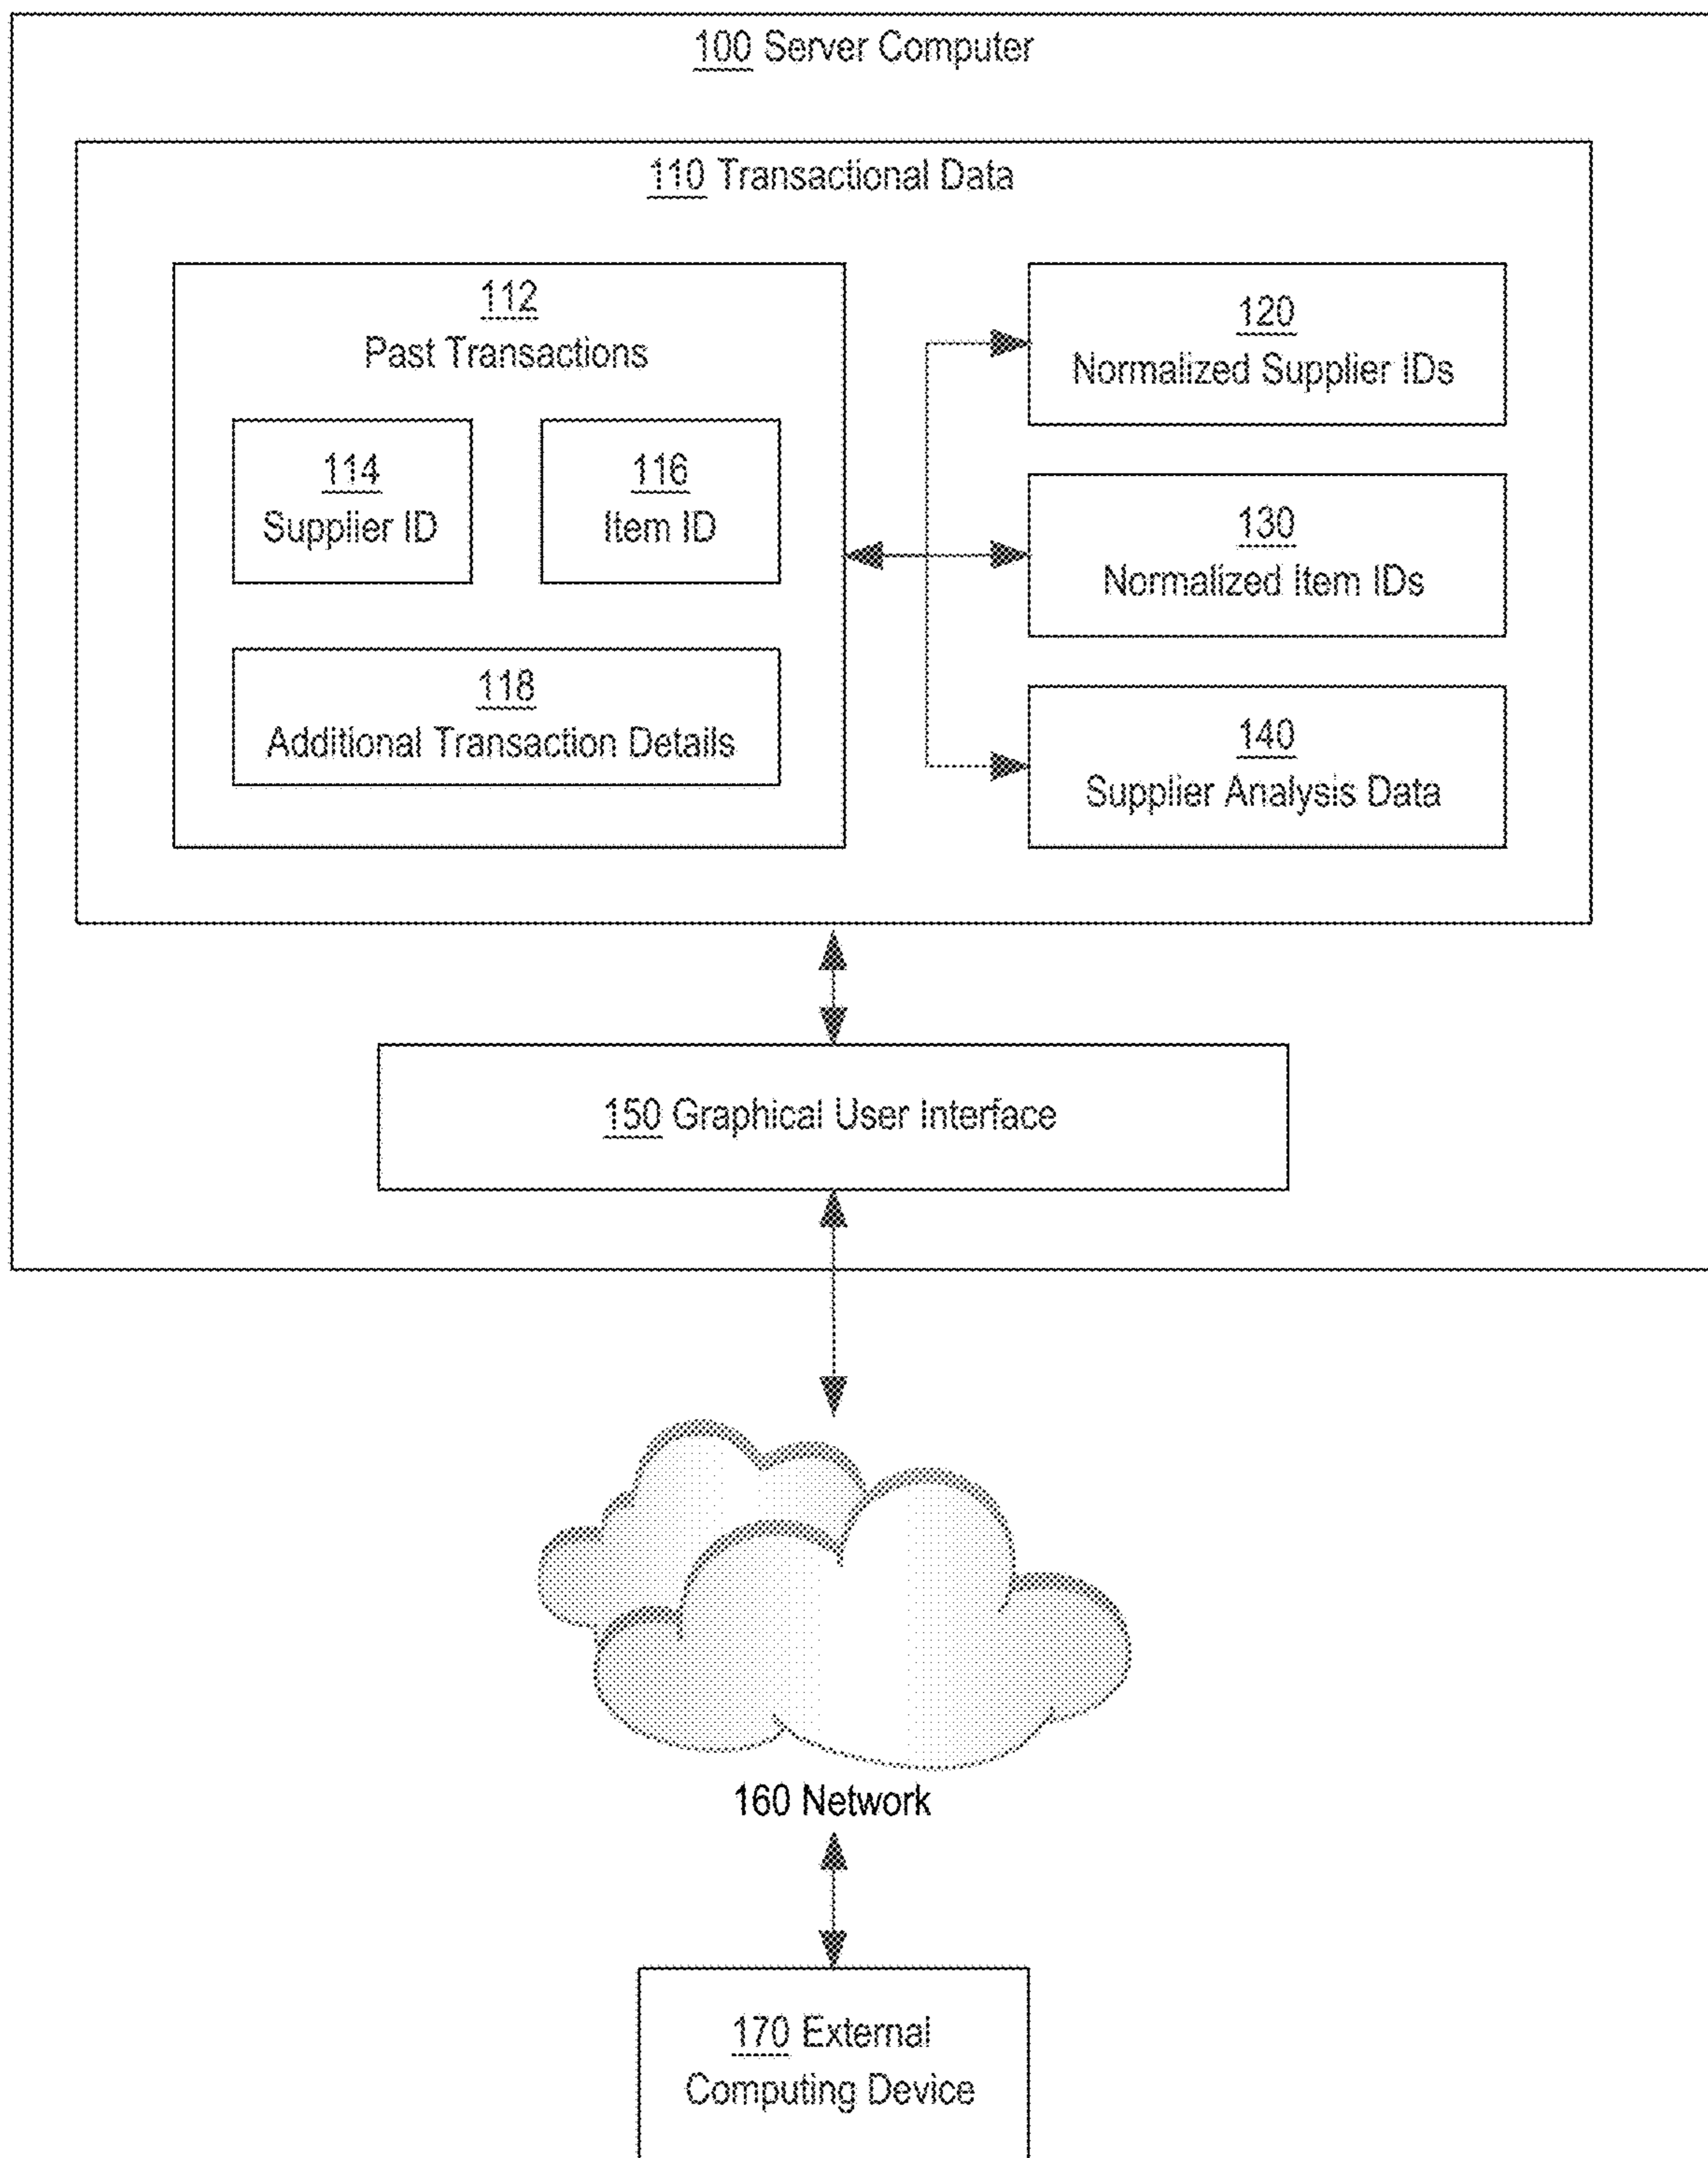 100 Server Computer
110 Transactional Data
112
Past Transactions
114
Supplier ID
116
Item ID
118
Additional Transaction Details
120
Normalized Supplier IDs
130
Normalized Item IDs
140
Supplier Analysis Data
150 Graphical User Interface
160 Network
170 External
Computing Device